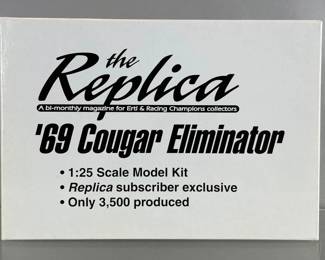 the
Replica
A bi-monthly magazine for Ertl & Racing Champions collectors
'69 Cougar Eliminator
• 1:25 Scale Model Kit
• Replica subscriber exclusive
• Only 3,500 produced